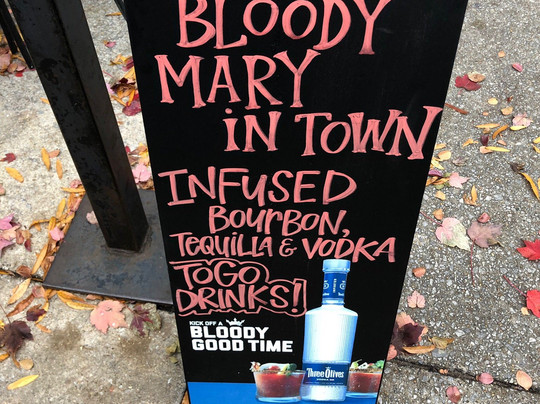 BLOODY
MARY
iN TOWN
INFUSED
BOURBON,
TEQUILLA & VODKA
TOGO
DRINKS!
KICK OFF A
BLOODY
GOOD TIME
Three Olives